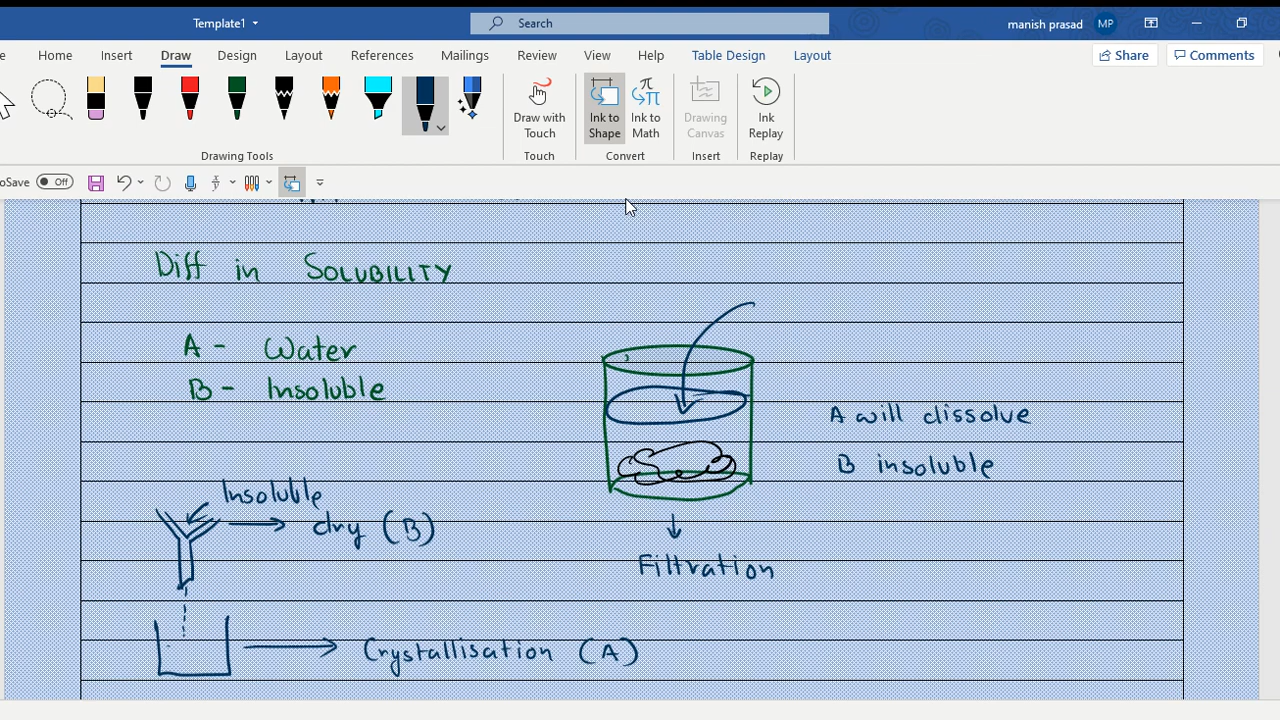 Template1
Search
manish prasad
MP
Home Insert Draw Design Layout References Mailings Review View Help Table Design Layout
Share
Comments
Draw with Touch
Ink to Shape
Ink to Math
Drawing Canvas
Ink Replay
Drawing Tools
Touch
Convert
Insert
Replay
Off
Diff in SOLUBILITY
A - Water
B - Insoluble
A will dissolve
B insoluble
Insoluble
dry (B)
Filtration
Crystallisation (A)